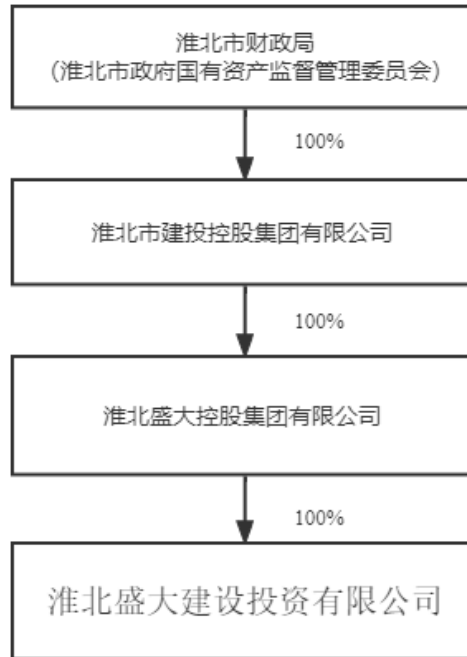 淮北市财政局
（淮北市政府国有资产监督管理委员会）
100%
淮北市建投控股集团有限公司
100%
淮北盛大控股集团有限公司
100%
淮北盛大建设投资有限公司